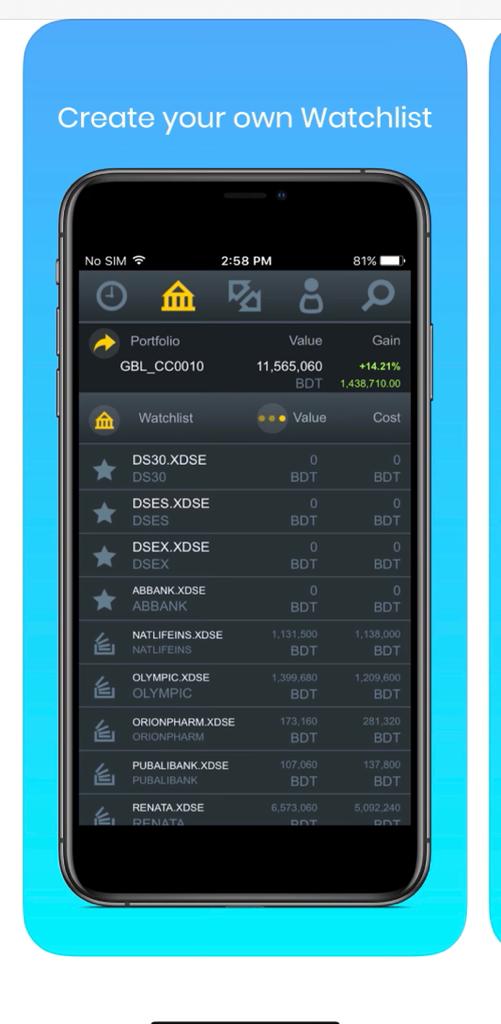 Create your own Watchlist
No SIM 2:58 PM 81%
Portfolio Value Gain
GBL_CC0010 11,565,060 +14.21%
BDT 1,438,710.00
Watchlist Value Cost
DS30.XDSE 0 0
DS30 BDT BDT
DSES.XDSE 0 0
DSES BDT BDT
DSEX.XDSE 0 0
DSEX BDT BDT
ABBANK.XDSE 0 0
ABBANK BDT BDT
NATLIFEINS.XDSE 1,131,500 1,138,000
NATLIFEINS BDT BDT
OLYMPIC.XDSE 1,399,680 1,209,600
OLYMPIC BDT BDT
ORIONPHARM.XDSE 173,160 281,320
ORIONPHARM BDT BDT
PUBALIBANK.XDSE 107,060 137,800
PUBALIBANK BDT BDT
RENATA.XDSE 6,573,060 5,092,240
RENATA BDT BDT